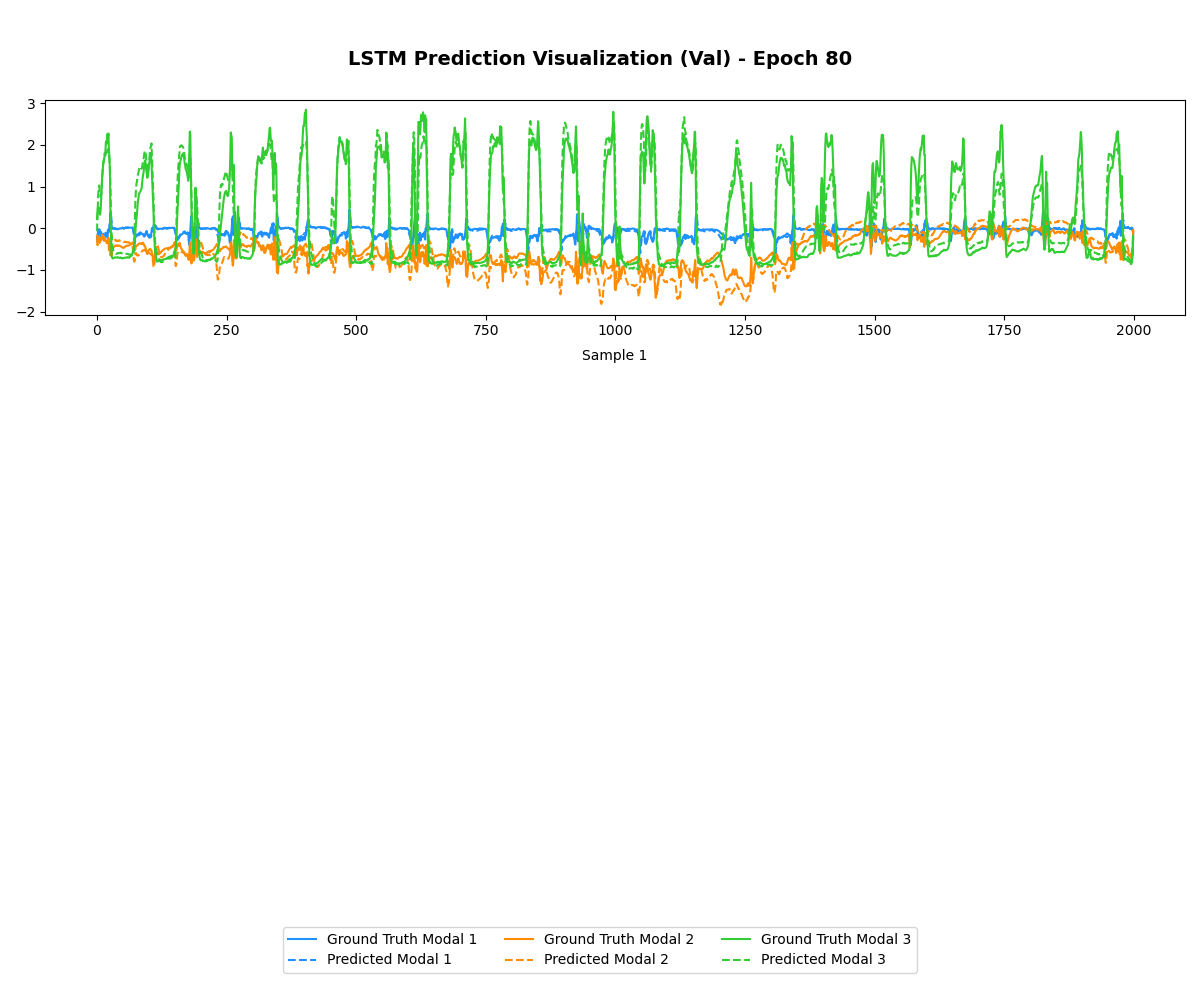 LSTM Prediction Visualization (Val) - Epoch 80
3
2
1
0
−1
−2
0 250 500 750 1000 1250 1500 1750 2000
Sample 1
Ground Truth Modal 1 Ground Truth Modal 2 Ground Truth Modal 3
Predicted Modal 1 Predicted Modal 2 Predicted Modal 3